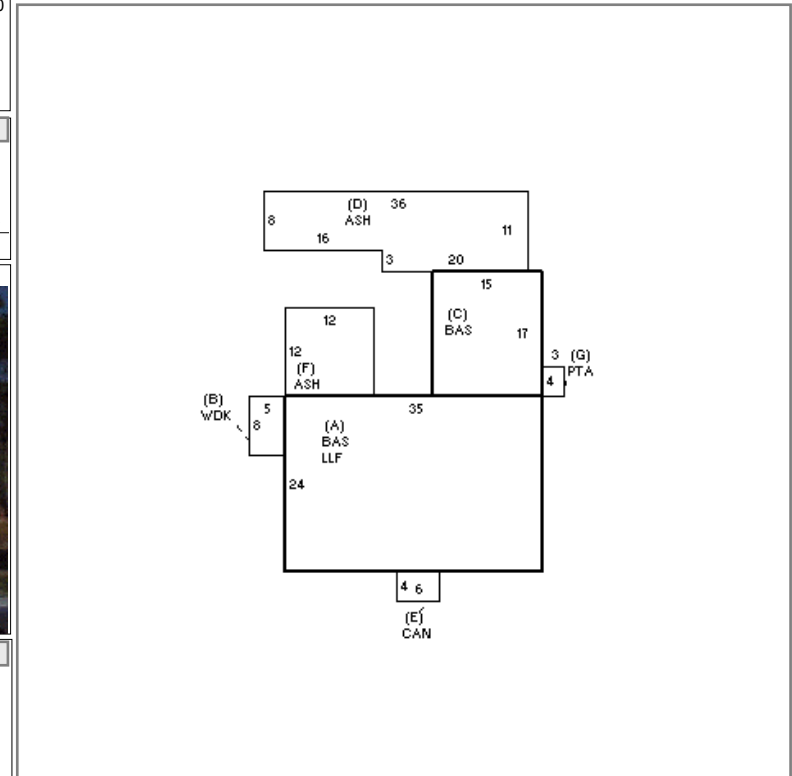 (D) 36
ASH
8
11
16
3 20
15
12
(C)
BAS
17
12
(F)
ASH
3 (G)
PTA
4
(B)
WDK
5
8
35
(A)
BAS
LLF
24
4 6
(E)
CAN